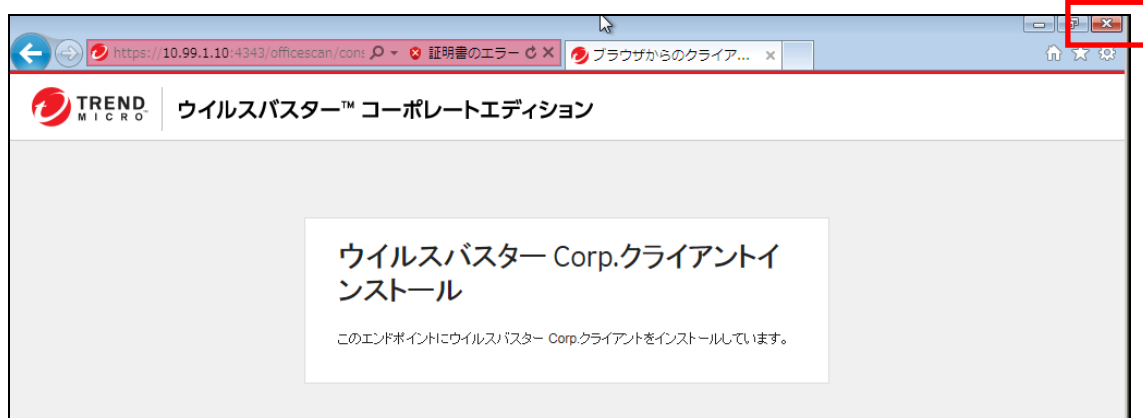 https://10.99.1.10:4343/officescan/cons 証明書のエラー ブラウザからのクライア...
TREND MICRO™ ウイルスバスター™ コーポレートエディション
ウイルスバスター Corp.クライアントイ
ンストール
このエンドポイントにウイルスバスター Corp.クライアントをインストールしています。